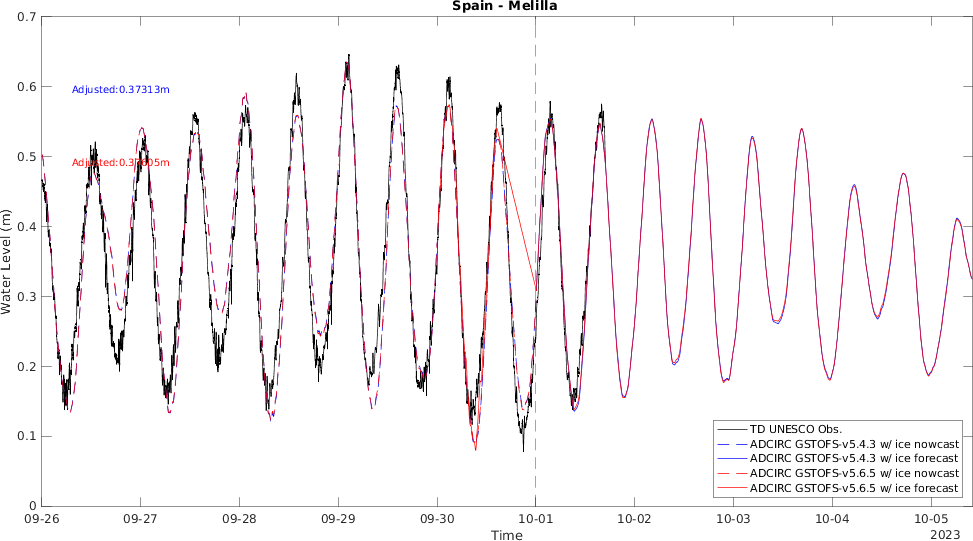 Spain - Melilla
0.7
0.6
0.5
0.4
0.3
0.2
0.1
0
Water Level (m)
Adjusted:0.37313m
09-26
09-27
09-28
09-29
09-30
10-01
10-02
10-03
10-04
10-05
2023
Time
TD UNESCO Obs.
ADCIRC GSTOFS-v5.4.3 w/ ice nowcast
ADCIRC GSTOFS-v5.4.3 w/ ice forecast
ADCIRC GSTOFS-v5.6.5 w/ ice nowcast
ADCIRC GSTOFS-v5.6.5 w/ ice forecast